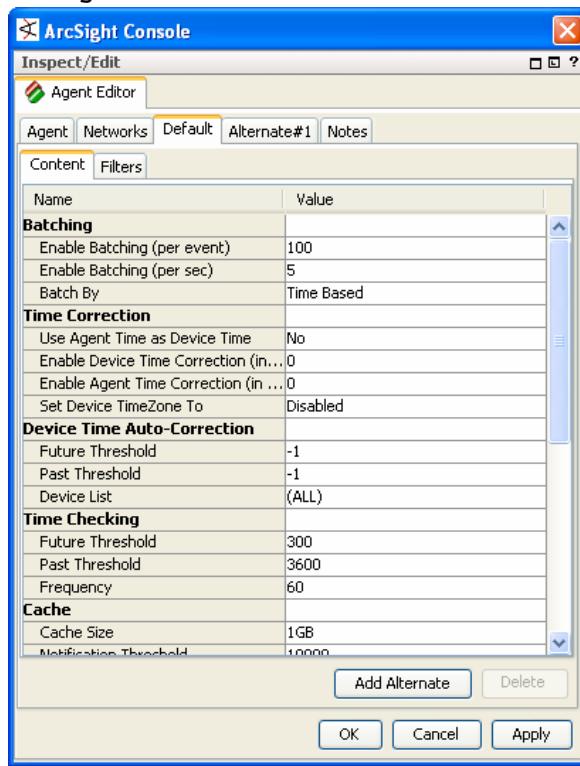 ArcSight Console
Inspect/Edit ?
Agent Editor
Agent Networks Default Alternate#1 Notes
Content Filters
Name Value
Batching
Enable Batching (per event) 100
Enable Batching (per sec) 5
Batch By Time Based
Time Correction
Use Agent Time as Device Time No
Enable Device Time Correction (in... 0
Enable Agent Time Correction (in ... 0
Set Device TimeZone To Disabled
Device Time Auto-Correction
Future Threshold -1
Past Threshold -1
Device List (ALL)
Time Checking
Future Threshold 300
Past Threshold 3600
Frequency 60
Cache
Cache Size 1GB
Notification Threshold 10000
Add Alternate Delete
OK Cancel Apply